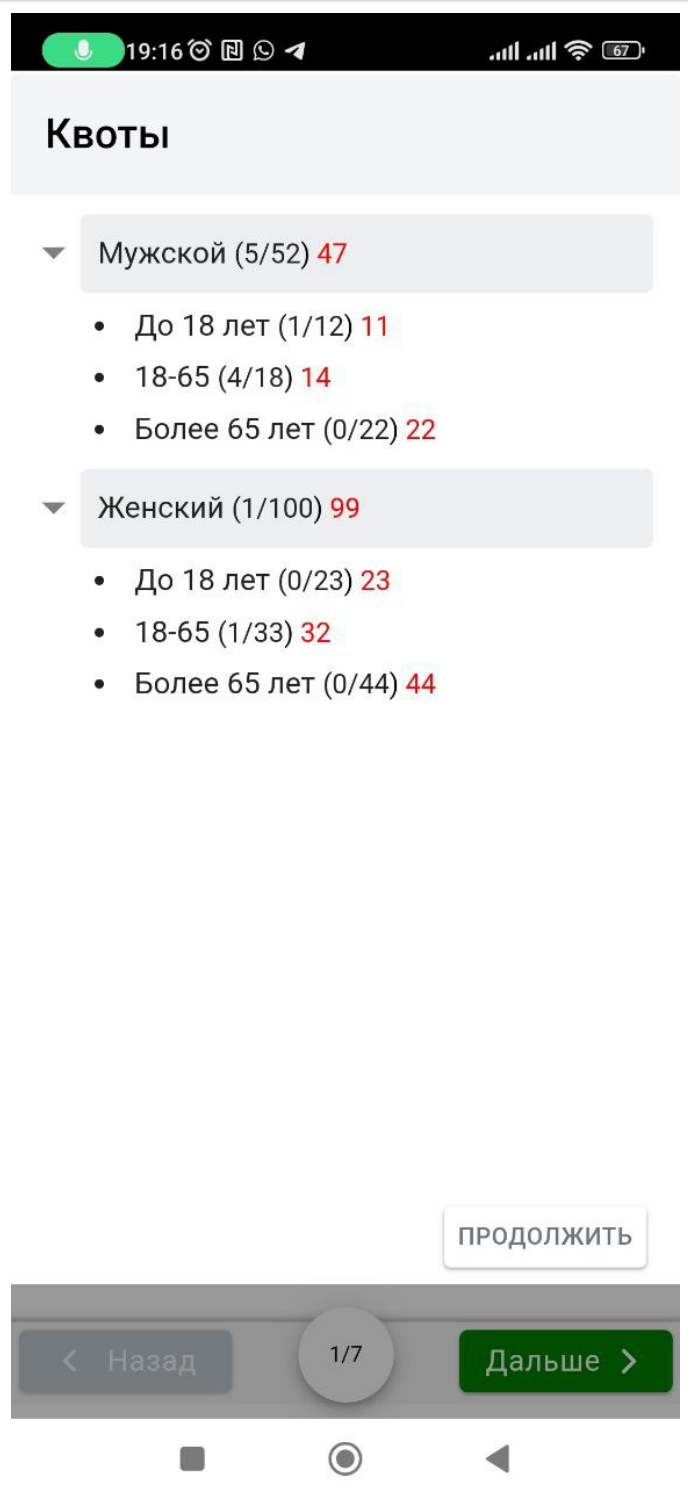 19:16
67
Квоты
Мужской (5/52) 47
До 18 лет (1/12) 11
18-65 (4/18) 14
Более 65 лет (0/22) 22
Женский (1/100) 99
До 18 лет (0/23) 23
18-65 (1/33) 32
Более 65 лет (0/44) 44
ПРОДОЛЖИТЬ
Назад
1/7
Дальше